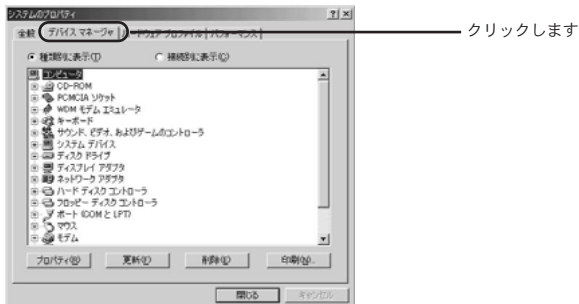 システムのプロパティ
全般 デバイス マネージャ ハードウェア プロファイル パフォーマンス
種類別に表示(T) 接続別に表示(C)
コンピュータ
CD-ROM
PCMCIA ソケット
WDM モデム エミュレータ
キーボード
サウンド、ビデオ、およびゲームのコントローラ
システム デバイス
ディスク ドライブ
ディスプレイ アダプタ
ネットワーク アダプタ
ハード ディスク コントローラ
フロッピー ディスク コントローラ
ポート (COM と LPT)
マウス
モデム
プロパティ(R) 更新(F) 削除(E) 印刷(N)...
閉じる キャンセル
クリックします